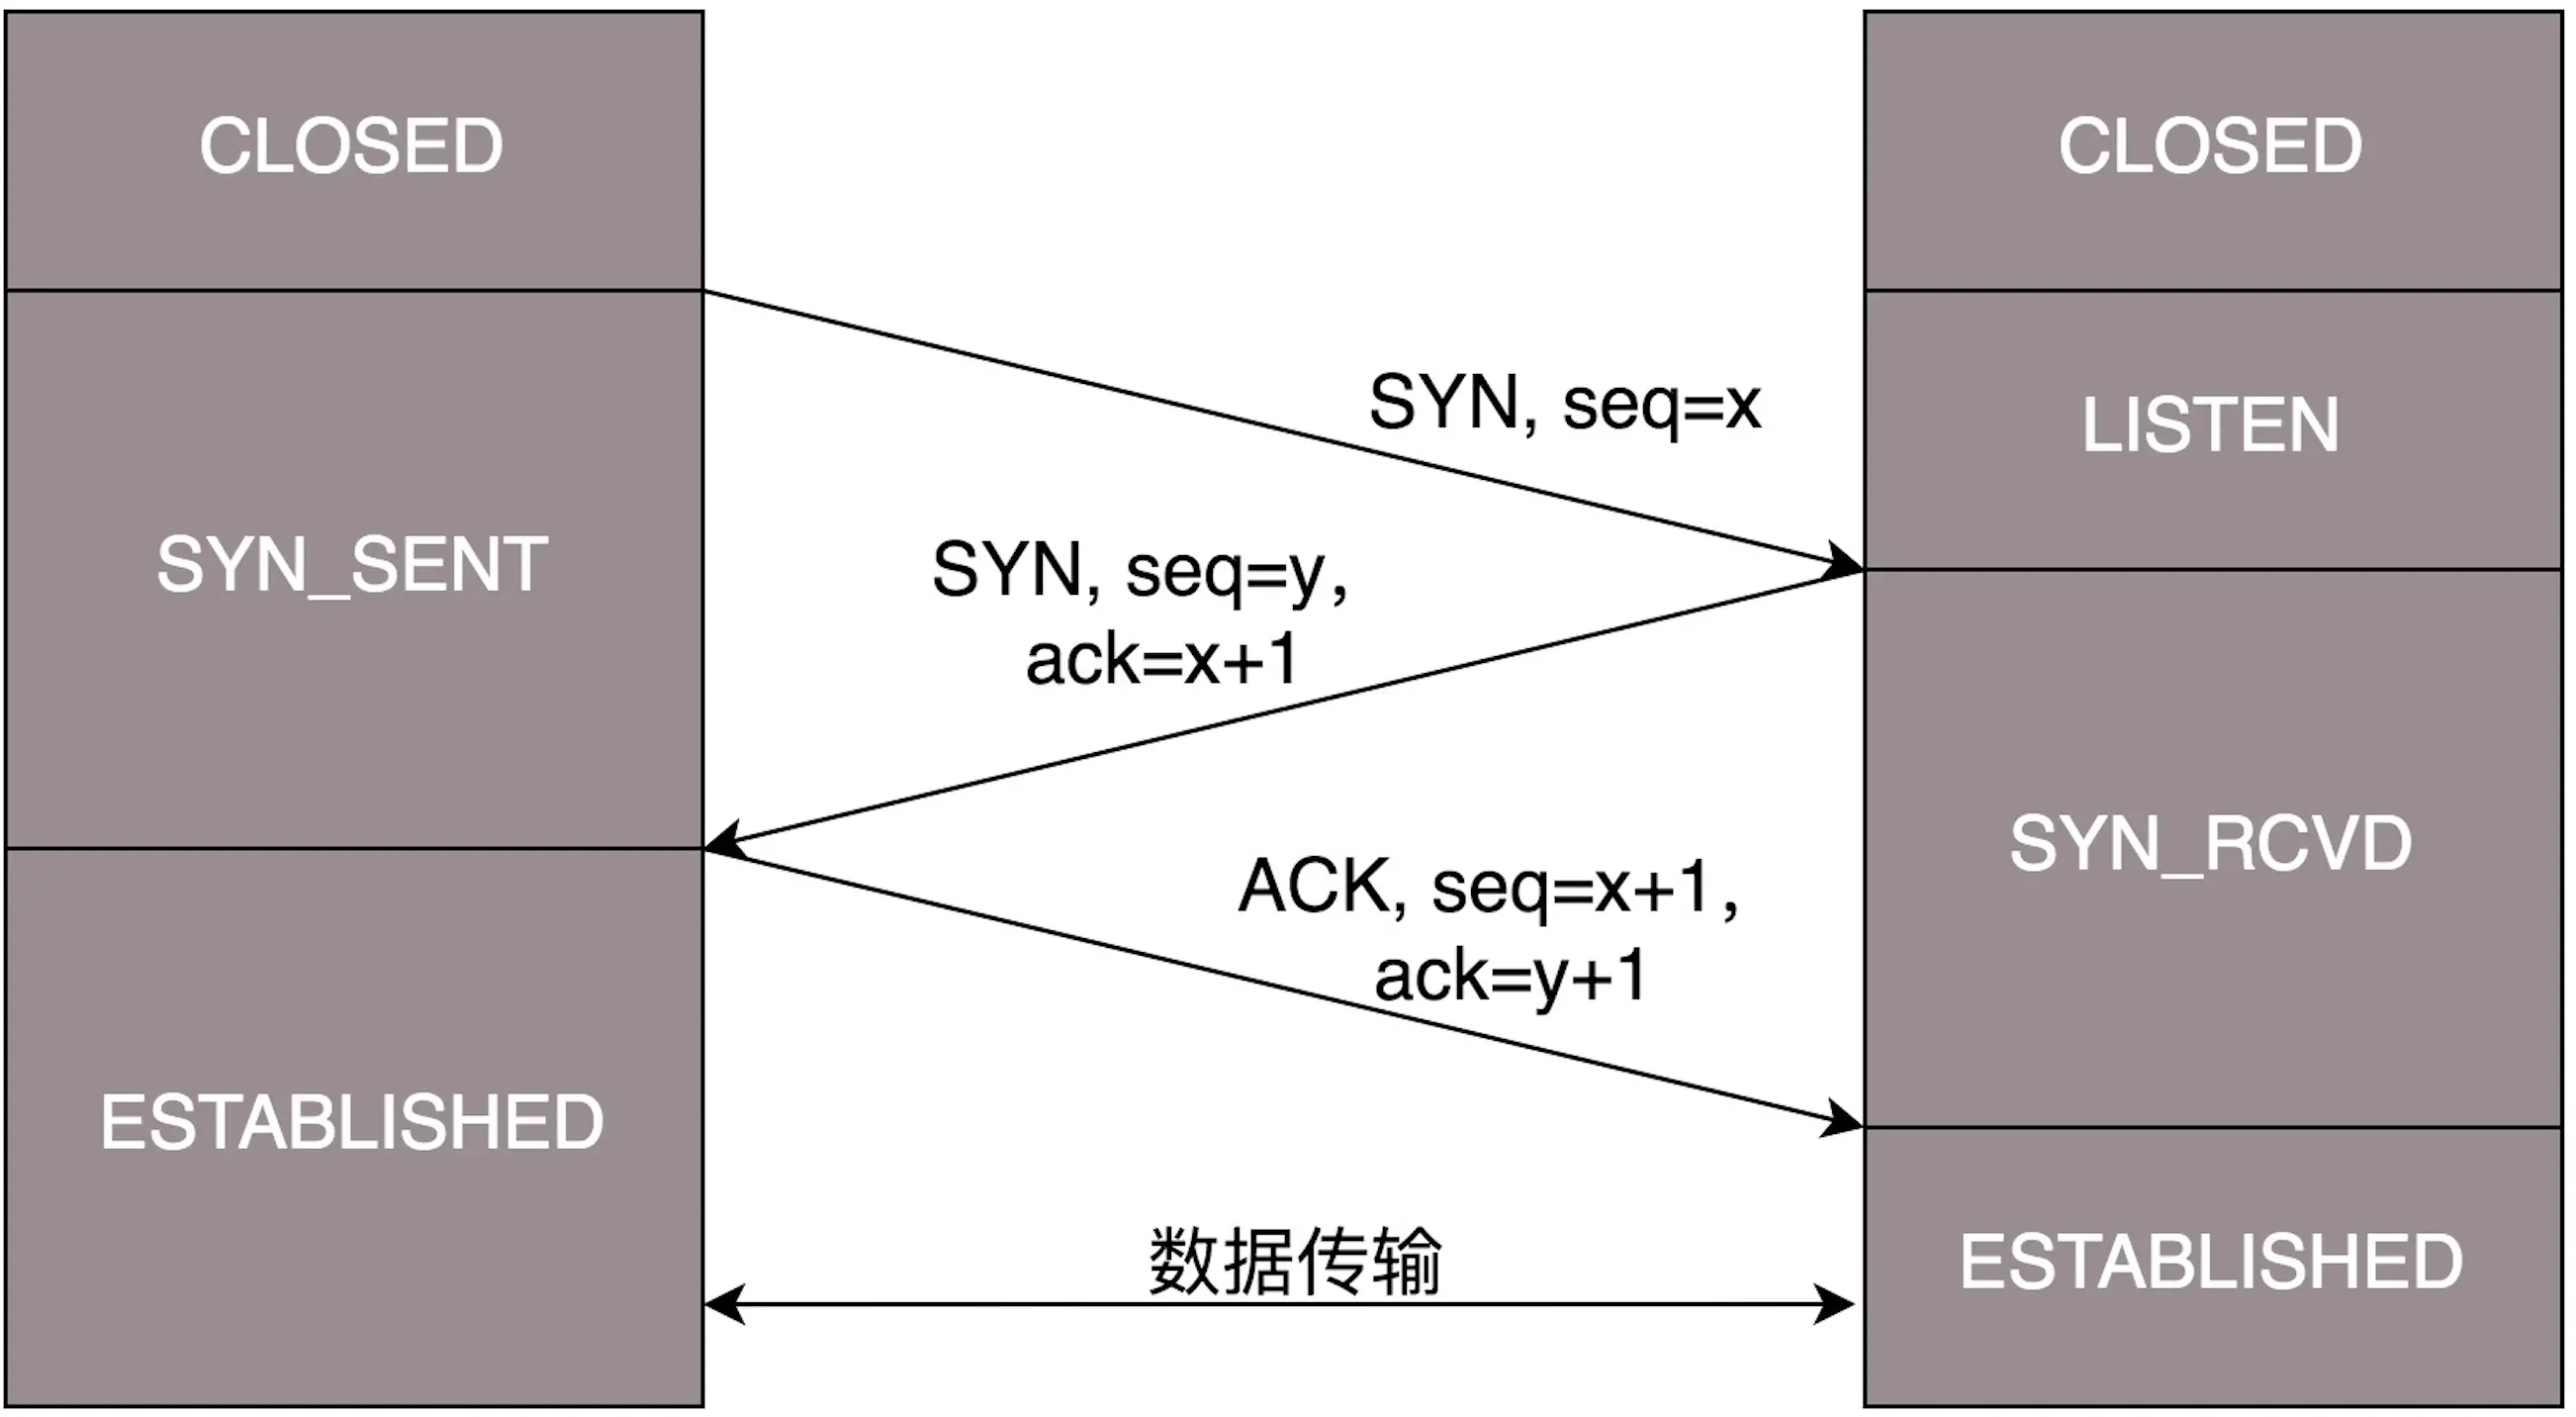 CLOSED
CLOSED
SYN, seq=x
LISTEN
SYN_SENT
SYN, seq=y,
ack=x+1
SYN_RCVD
ACK, seq=x+1,
ack=y+1
ESTABLISHED
数据传输
ESTABLISHED